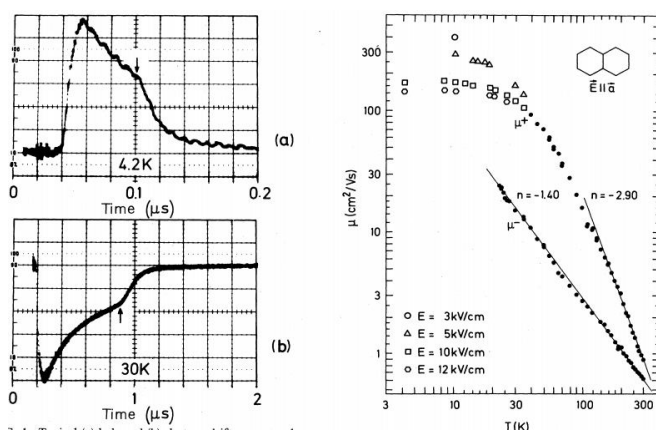 (a)
4.2K
0
0.1
0.2
Time (μs)
(b)
30K
0
1
2
Time (μs)
μ(cm²/Vs)
300
100
30
10
3
1
E⃗ || a⃗
μ+
n = -1.40
n = -2.90
μ-
○ E = 3kV/cm
△ E = 5kV/cm
□ E = 10kV/cm
○ E = 12kV/cm
3
10
30
100
300
T(K)